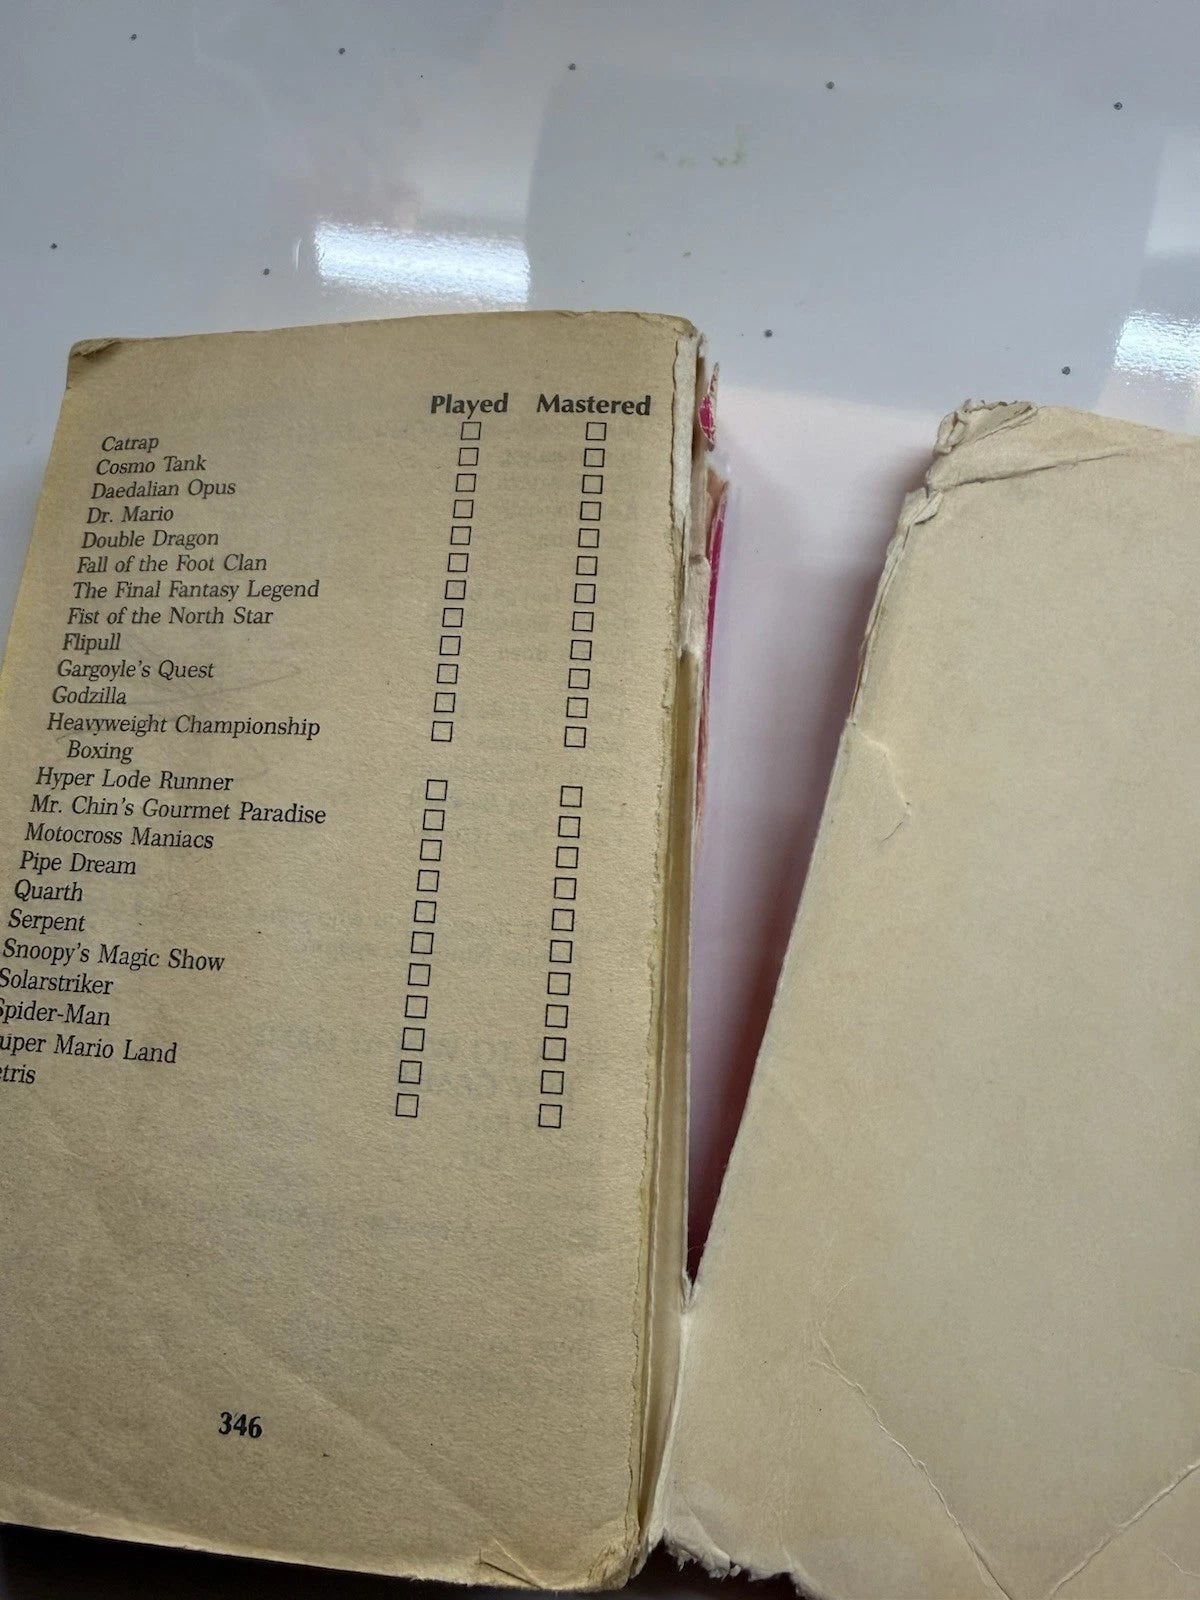 Played Mastered
Catrap
Cosmo Tank
Daedalian Opus
Dr. Mario
Double Dragon
Fall of the Foot Clan
The Final Fantasy Legend
Fist of the North Star
Flipull
Gargoyle's Quest
Godzilla
Heavyweight Championship
Boxing
Hyper Lode Runner
Mr. Chin's Gourmet Paradise
Motocross Maniacs
Pipe Dream
Quarth
Serpent
Snoopy's Magic Show
Solarstriker
Spider-Man
uper Mario Land
etris
346